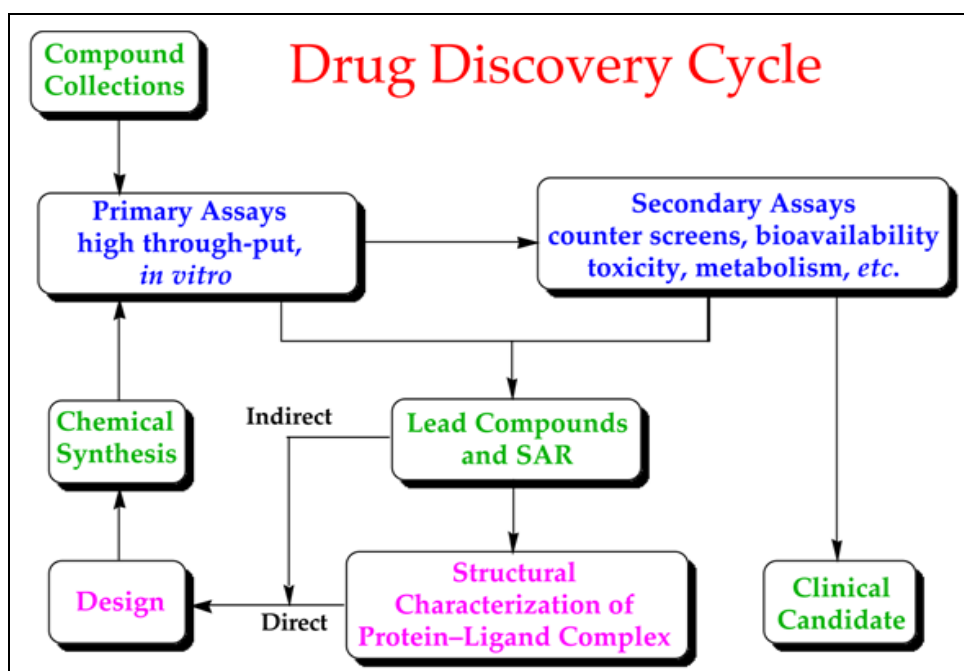 Drug Discovery Cycle
Compound
Collections
Primary Assays
high through-put,
in vitro
Secondary Assays
counter screens, bioavailability
toxicity, metabolism, etc.
Chemical
Synthesis
Indirect
Lead Compounds
and SAR
Design
Direct
Structural
Characterization of
Protein–Ligand Complex
Clinical
Candidate